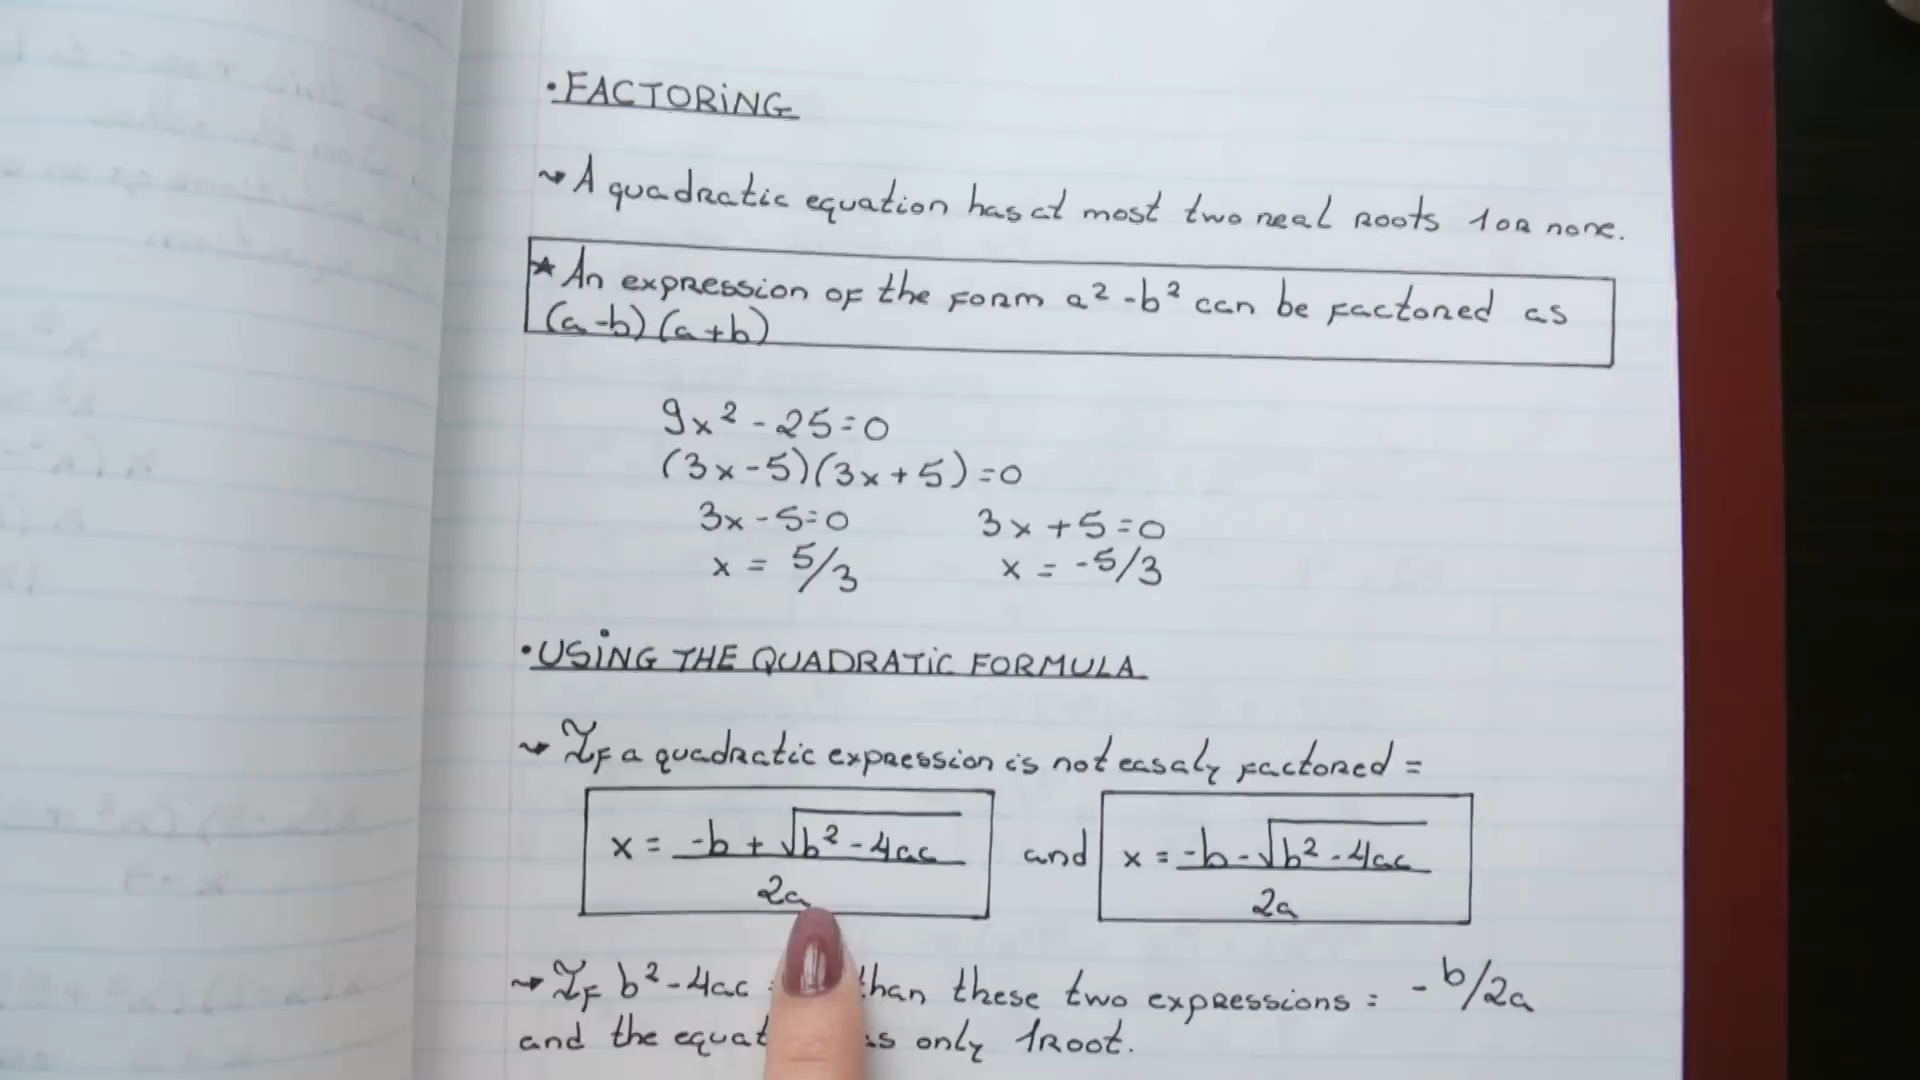 • FACTORING
~ A quadratic equation has at most two real roots 1 or none.
* An expression of the form a² - b² can be factored as
(a-b)(a+b)
9x² - 25 = 0
(3x-5)(3x+5) = 0
3x - 5 = 0 3x + 5 = 0
x = 5/3 x = -5/3
• USING THE QUADRATIC FORMULA
~ If a quadratic expression is not easaly factored =
x = -b + √b² - 4ac / 2a and x = -b - √b² - 4ac / 2a
~ If b² - 4ac than these two expressions = -b/2a
and the only 1 root.